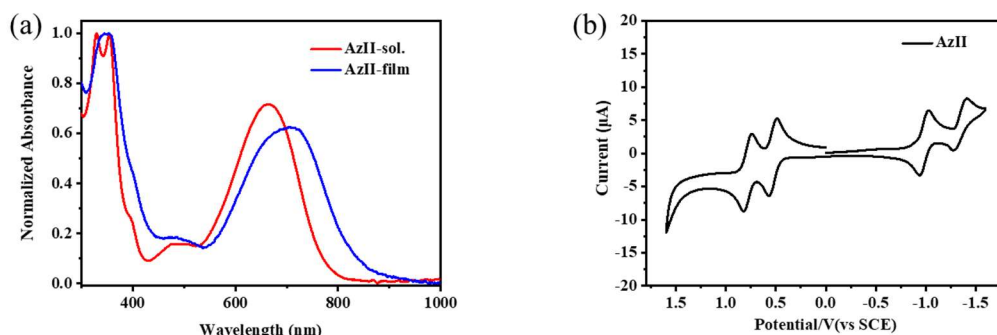 (a)
AzII-sol.
AzII-film
Normalized Absorbance
1.0
0.8
0.6
0.4
0.2
0.0
400
600
800
1000
Wavelength (nm)
(b)
AzII
Current (μA)
20
15
10
5
0
-5
-10
-15
-20
1.5
1.0
0.5
0.0
-0.5
-1.0
-1.5
Potential/V(vs SCE)